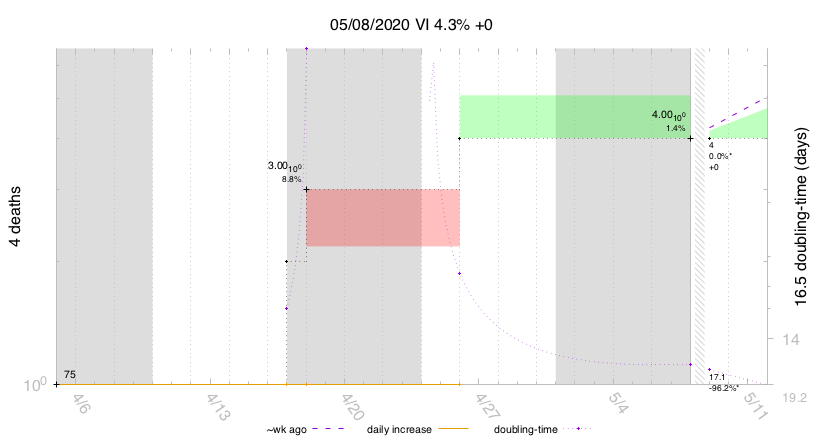 05/08/2020 VI 4.3% +0
4 deaths
16.5 doubling-time (days)
3.00₁₀⁰
8.8%
4.00₁₀⁰
1.4%
4
0.0%*
+0
75
10⁰
14
17.1
-96.2%*
19.2
4/6 4/13 4/20 4/27 5/4 5/11
~wk ago daily increase doubling-time